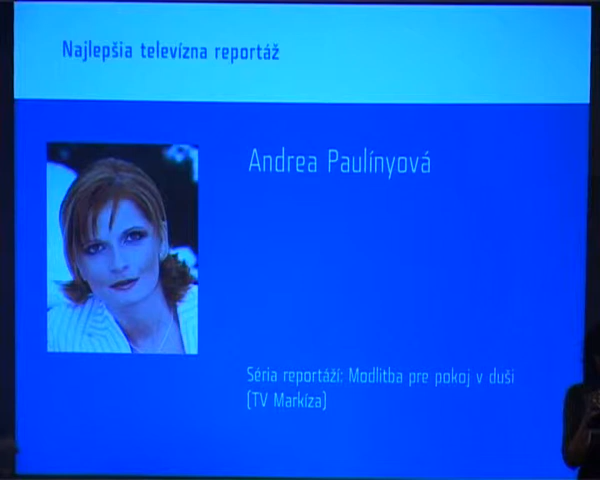 Najlepšia televízna reportáž
Andrea Paulínyová
Séria reportáží: Modlitba pre pokoj v duši
(TV Markíza)